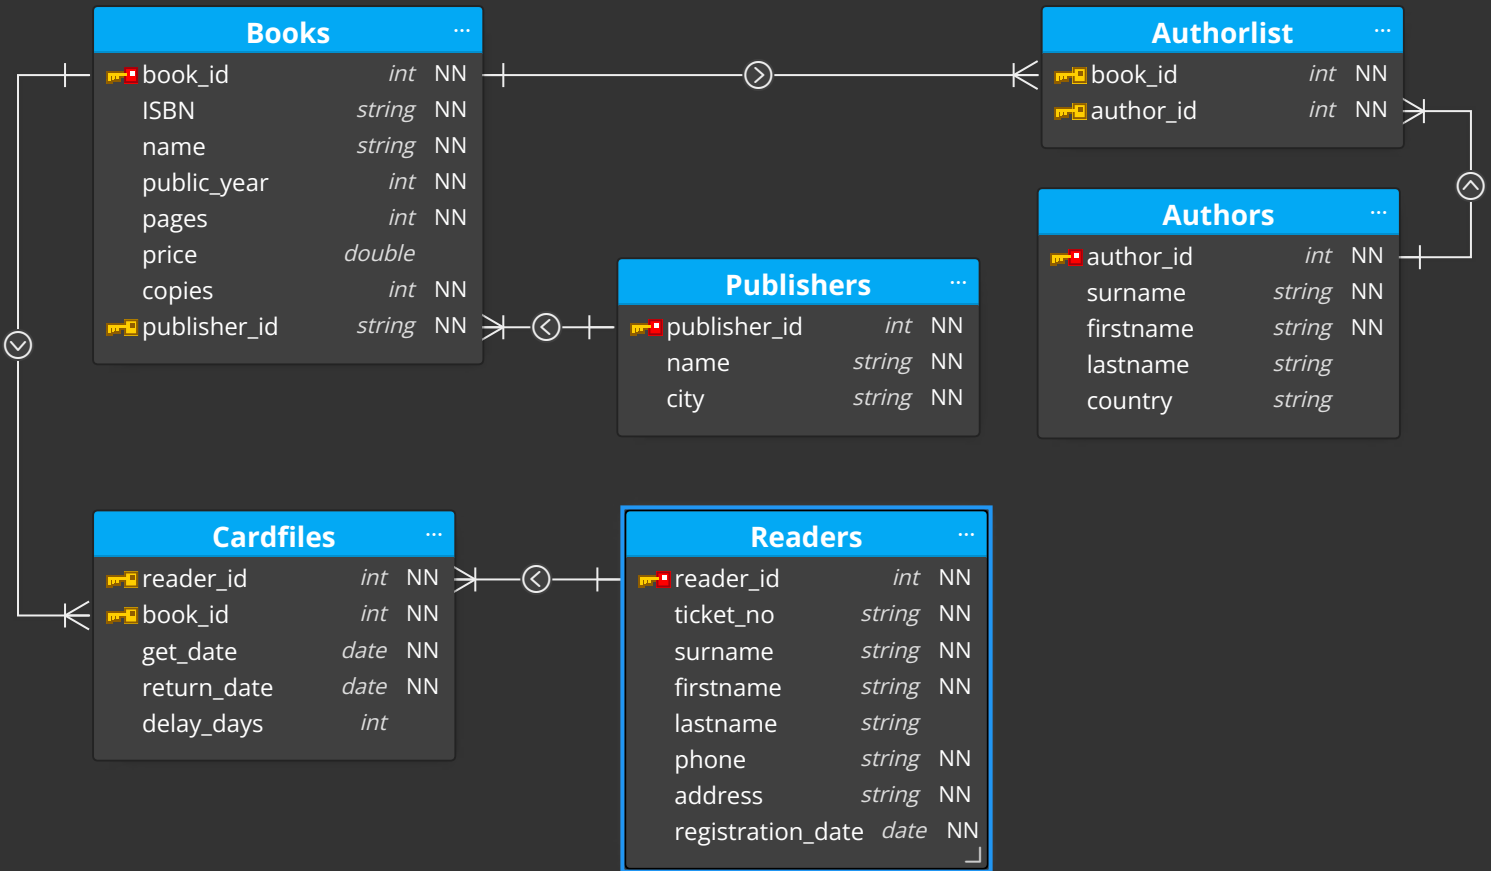 Books ...
book_id int NN
ISBN string NN
name string NN
public_year int NN
pages int NN
price double
copies int NN
publisher_id string NN
Authorlist ...
book_id int NN
author_id int NN
Authors ...
author_id int NN
surname string NN
firstname string NN
lastname string
country string
Publishers ...
publisher_id int NN
name string NN
city string NN
Cardfiles ...
reader_id int NN
book_id int NN
get_date date NN
return_date date NN
delay_days int
Readers ...
reader_id int NN
ticket_no string NN
surname string NN
firstname string NN
lastname string
phone string NN
address string NN
registration_date date NN